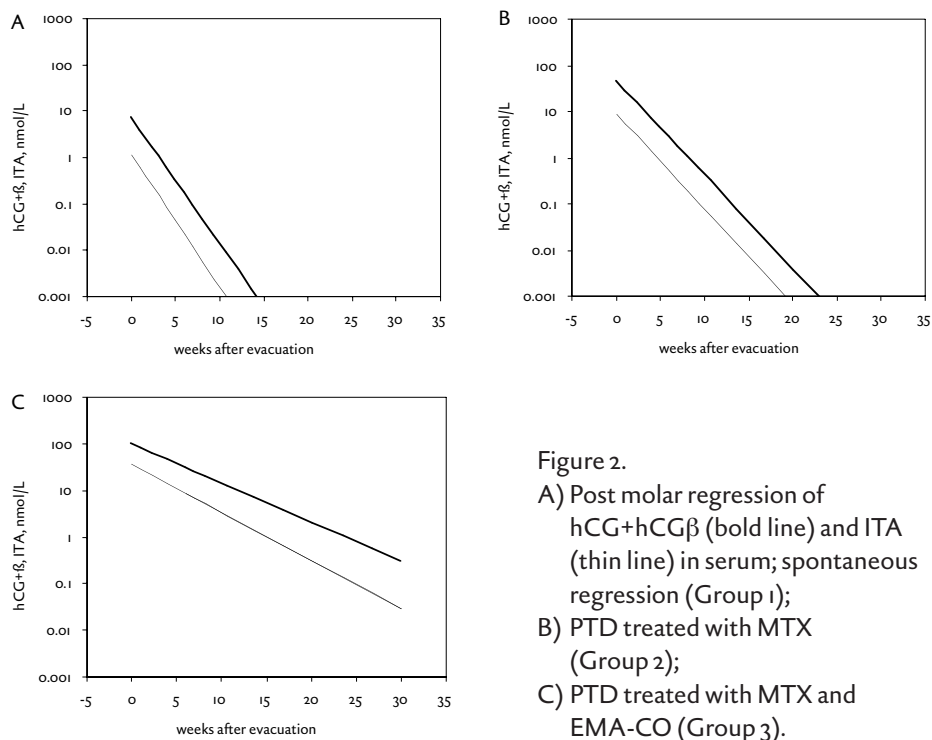 A
1000
100
10
1
0.1
0.01
0.001
hCG+ß, ITA, nmol/L
-5 0 5 10 15 20 25 30 35
weeks after evacuation
B
1000
100
10
1
0.1
0.01
0.001
hCG+ß, ITA, nmol/L
-5 0 5 10 15 20 25 30 35
weeks after evacuation
C
1000
100
10
1
0.1
0.01
0.001
hCG+ß, ITA, nmol/L
-5 0 5 10 15 20 25 30 35
weeks after evacuation
Figure 2.
A) Post molar regression of
hCG+hCGβ (bold line) and ITA
(thin line) in serum; spontaneous
regression (Group 1);
B) PTD treated with MTX
(Group 2);
C) PTD treated with MTX and
EMA-CO (Group 3).